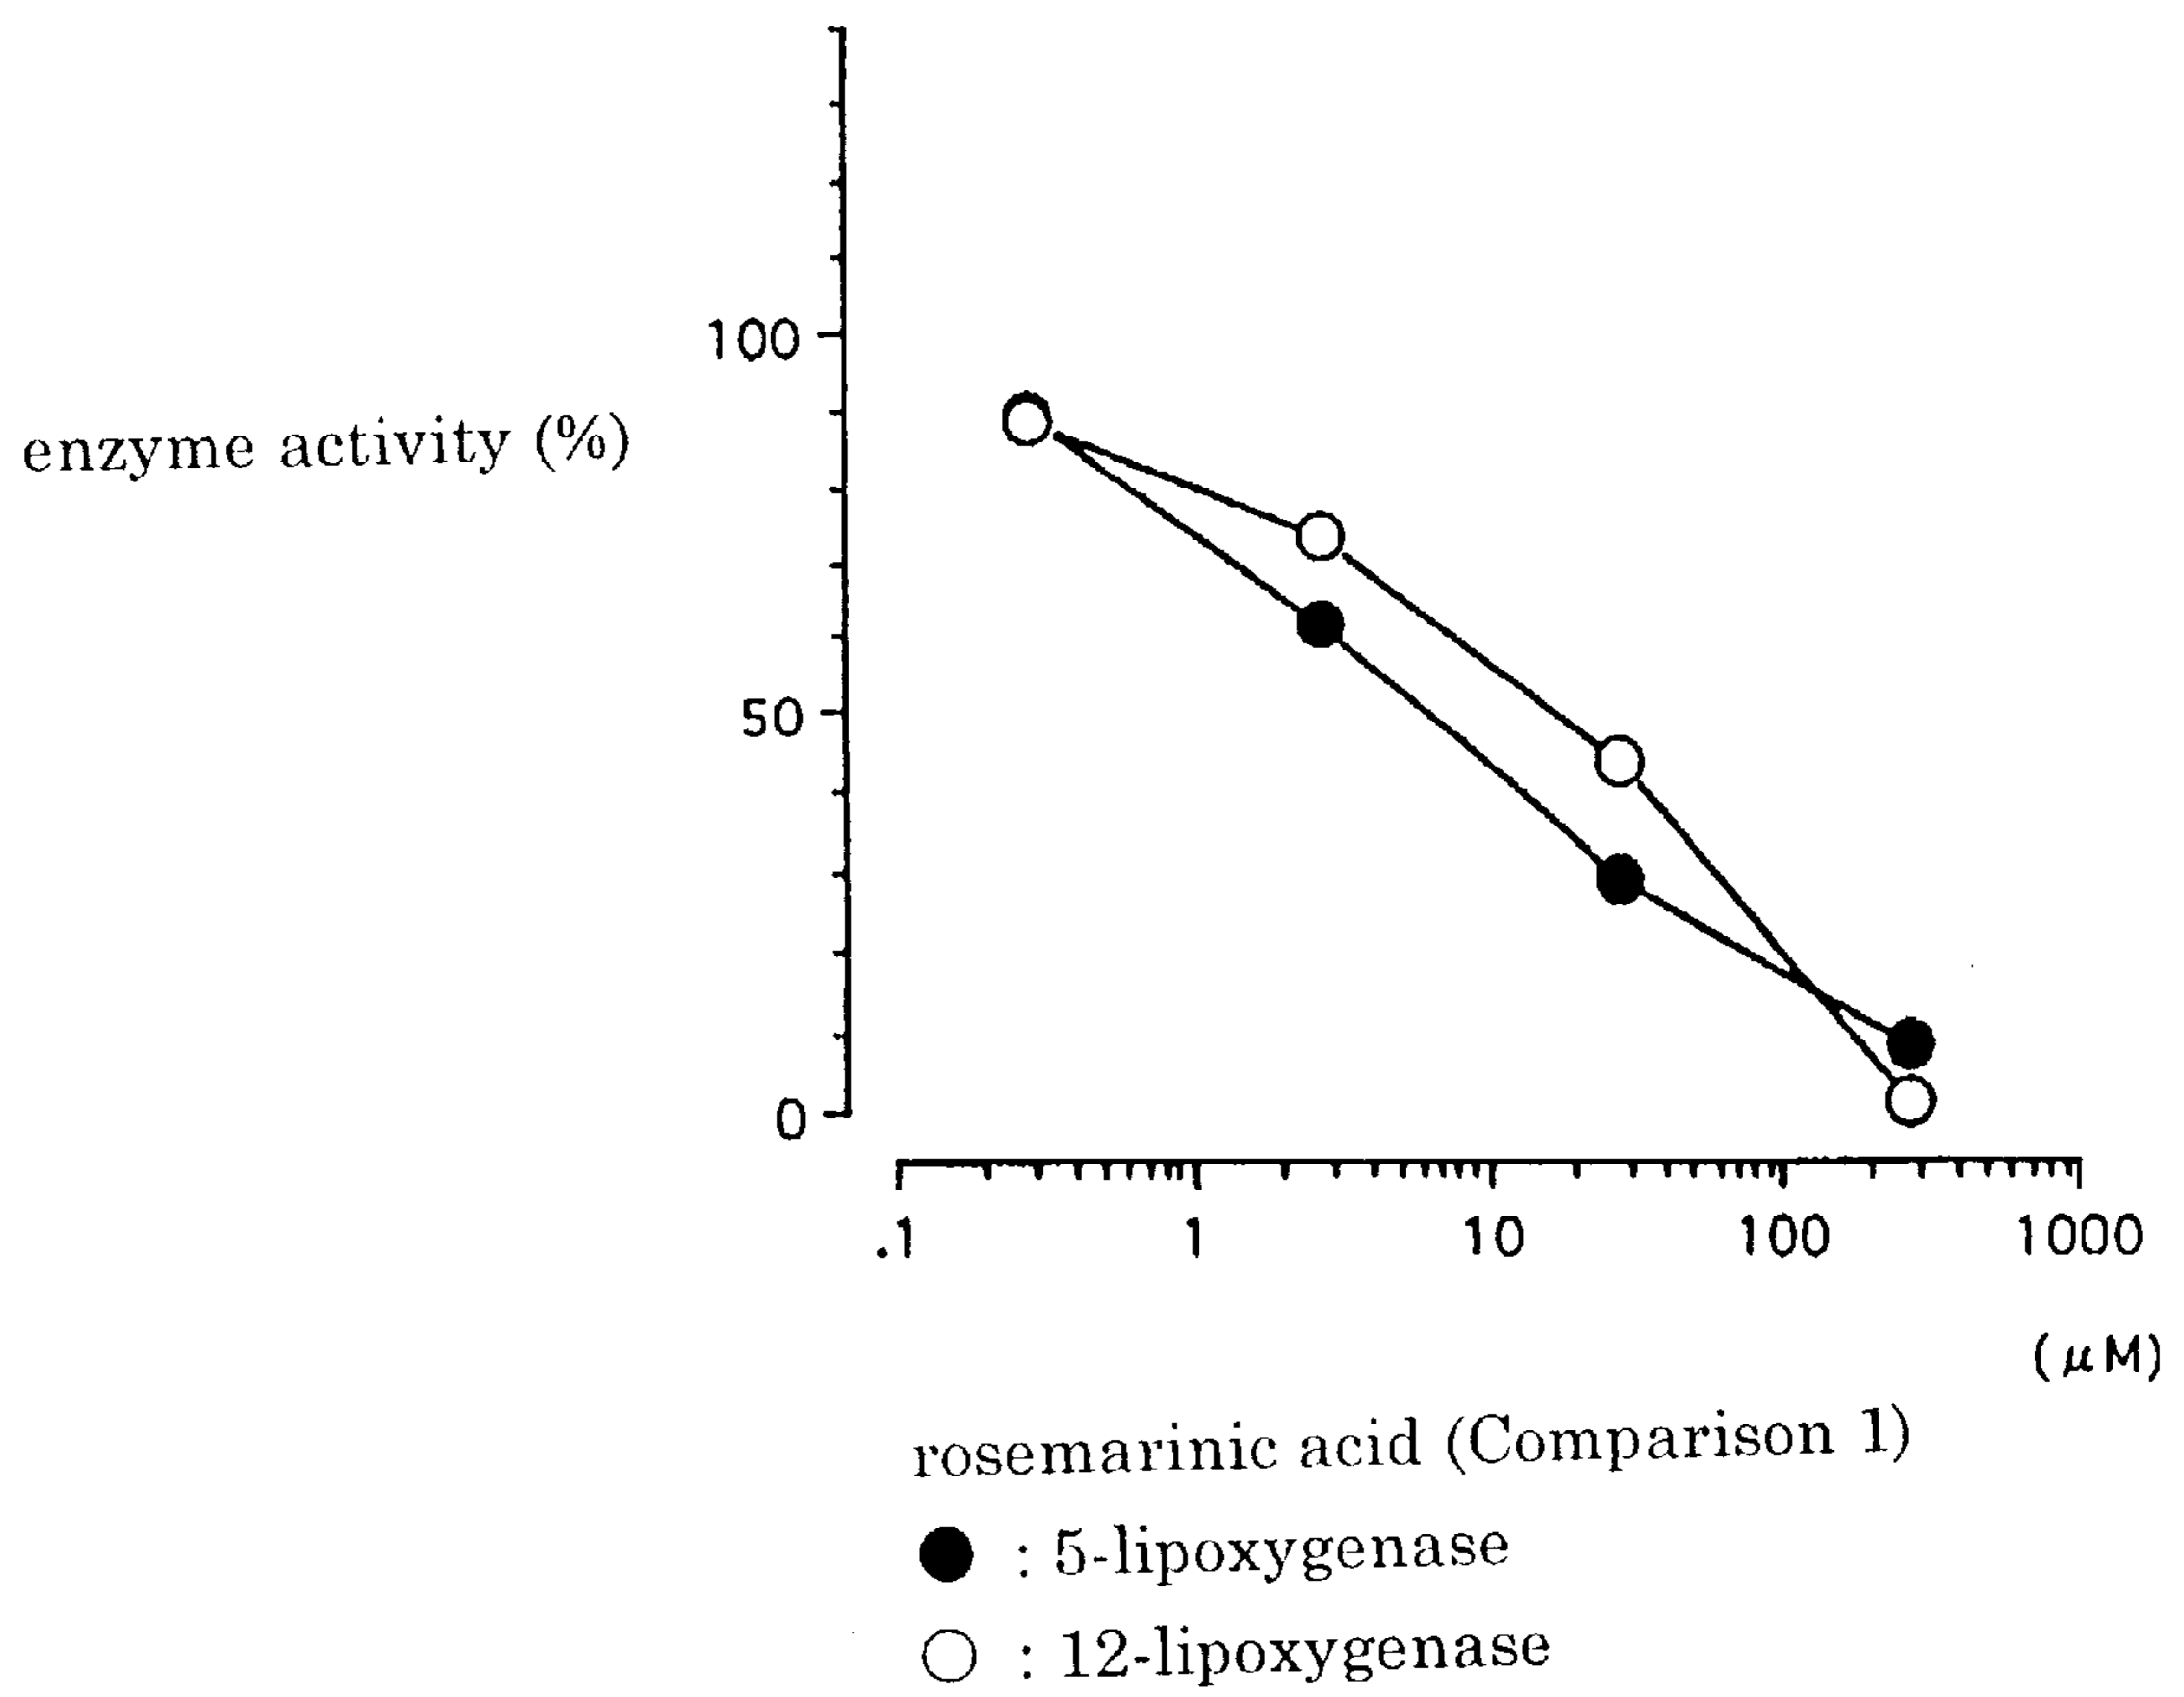 100
enzyme activity (%)
50
0
.1 1 10 100 1000
(μM)
rosemarinic acid (Comparison 1)
: 5-lipoxygenase
: 12-lipoxygenase